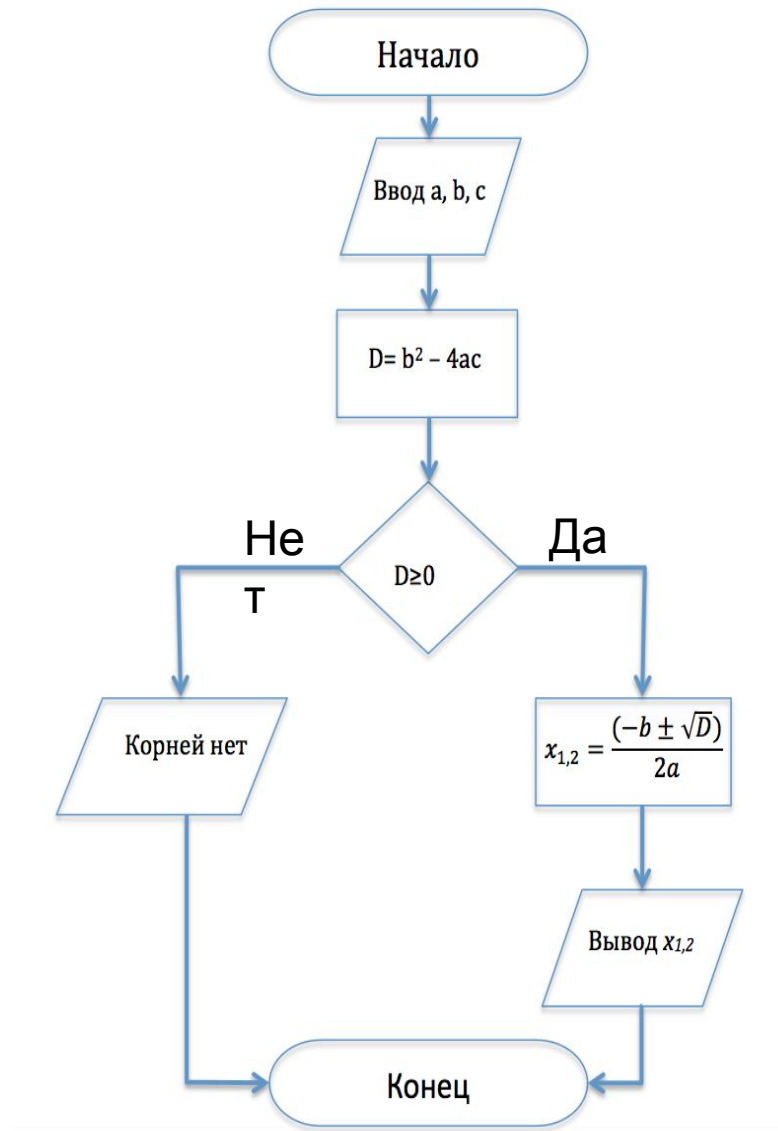 Начало
Ввод a, b, c
D= b² – 4ac
Не
т
Да
D≥0
Корней нет
x₁,₂ = (−b ± √D) / 2a
Вывод x₁,₂
Конец